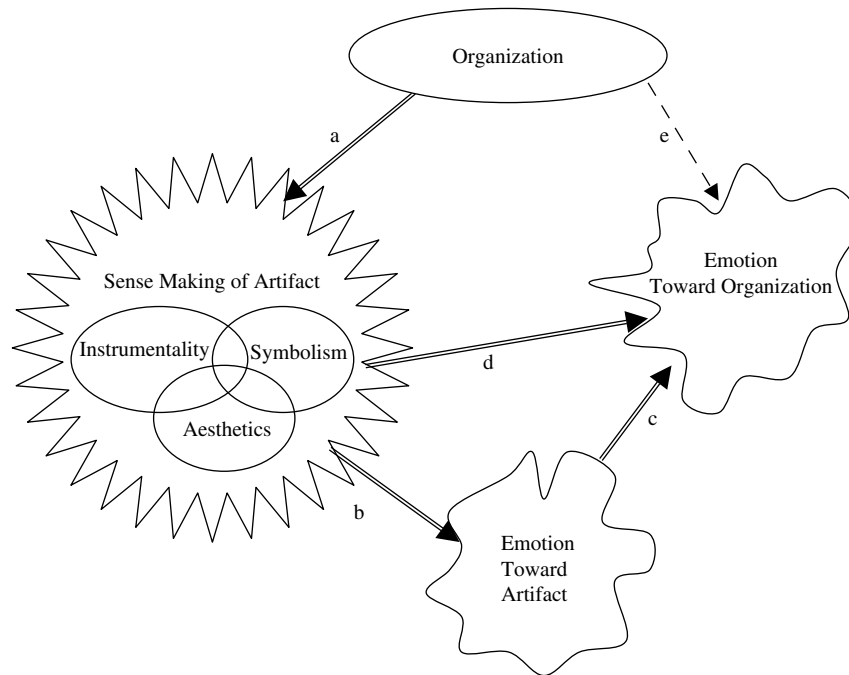 Organization
a
e
Sense Making of Artifact
Emotion
Toward Organization
Instrumentality
Symbolism
d
Aesthetics
c
b
Emotion
Toward
Artifact